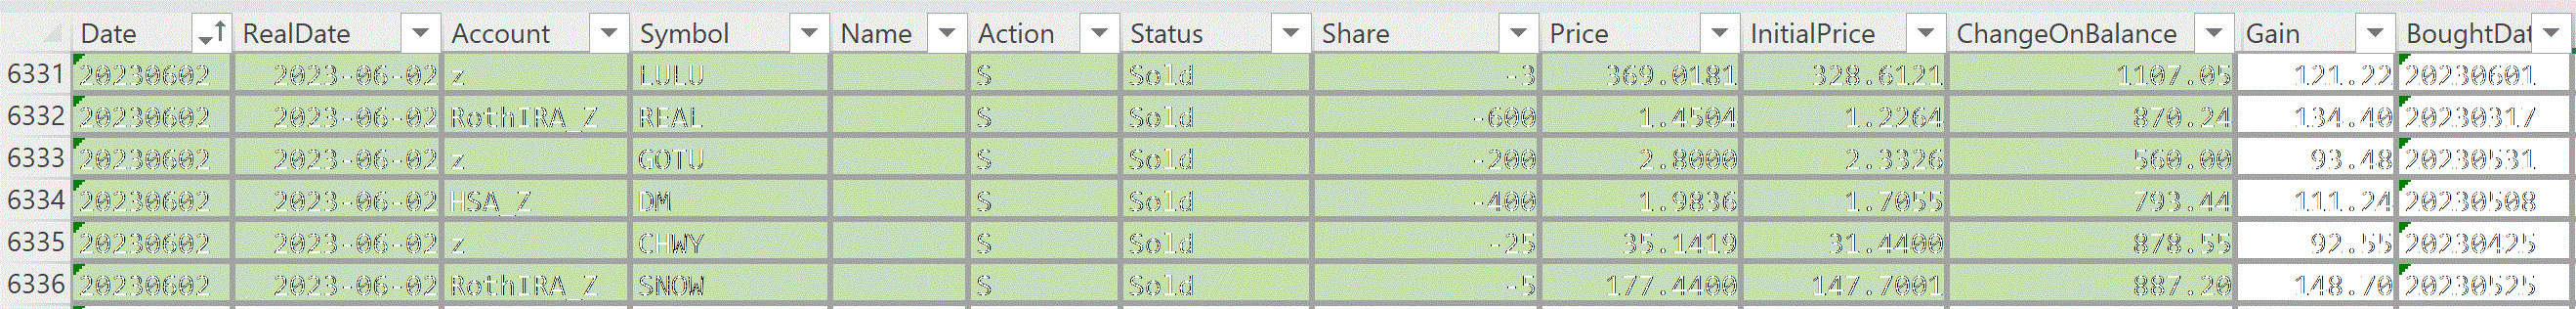 Date RealDate Account Symbol Name Action Status Share Price InitialPrice ChangeOnBalance Gain BoughtDat
6331 20230602 2023-06-02 z LULU S Sold -3 369.0181 328.6121 1107.05 121.22 20230601
6332 20230602 2023-06-02 RothIRA_Z REAL S Sold -600 1.4504 1.2264 870.24 134.40 20230317
6333 20230602 2023-06-02 z GOTU S Sold -200 2.8000 2.3326 560.00 93.48 20230531
6334 20230602 2023-06-02 HSA_Z DM S Sold -400 1.9836 1.7055 793.44 111.24 20230508
6335 20230602 2023-06-02 z CHWY S Sold -25 35.1419 31.4400 878.55 92.55 20230425
6336 20230602 2023-06-02 RothIRA_Z SNOW S Sold -5 177.4400 147.7001 887.20 148.70 20230525